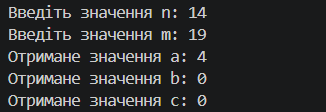 Введіть значення n: 14
Введіть значення m: 19
Отримане значення a: 4
Отримане значення b: 0
Отримане значення c: 0